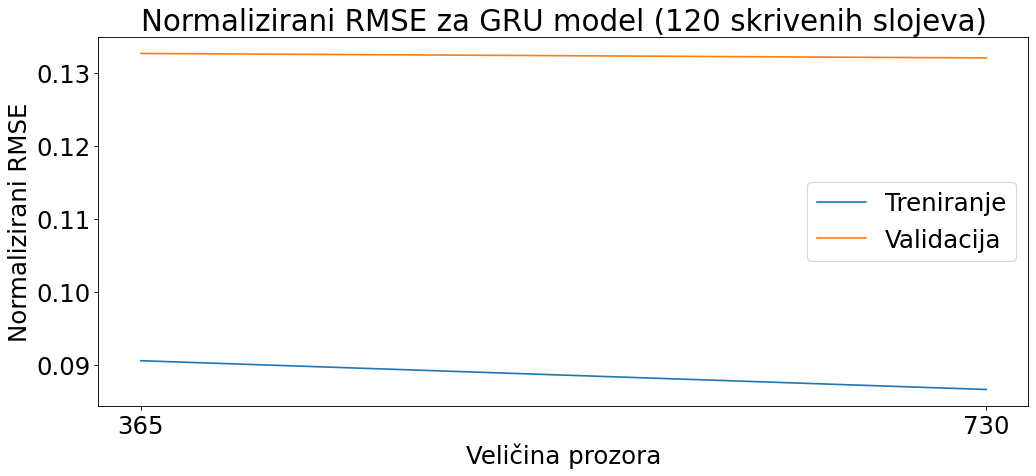 Normalizirani RMSE za GRU model (120 skrivenih slojeva)
Normalizirani RMSE
0.13
0.12
0.11
0.10
0.09
Treniranje
Validacija
365
730
Veličina prozora